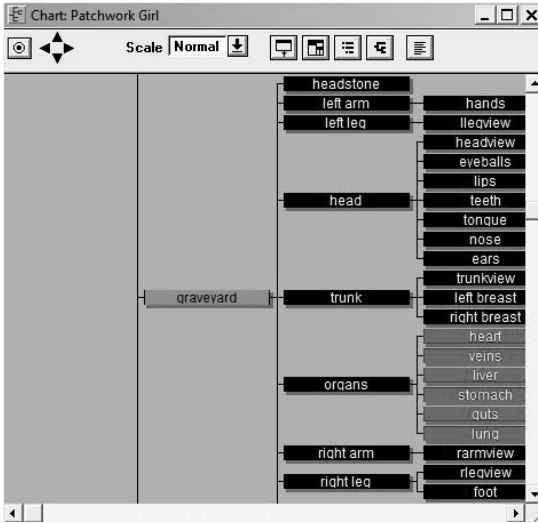 Chart: Patchwork Girl
Scale Normal
headstone
left arm hands
left leg llegview
headview
eyeballs
lips
head teeth
tongue
nose
ears
trunkview
graveyard trunk left breast
right breast
heart
veins
liver
organs stomach
guts
lung
right arm rarmview
right leg rlegview
foot